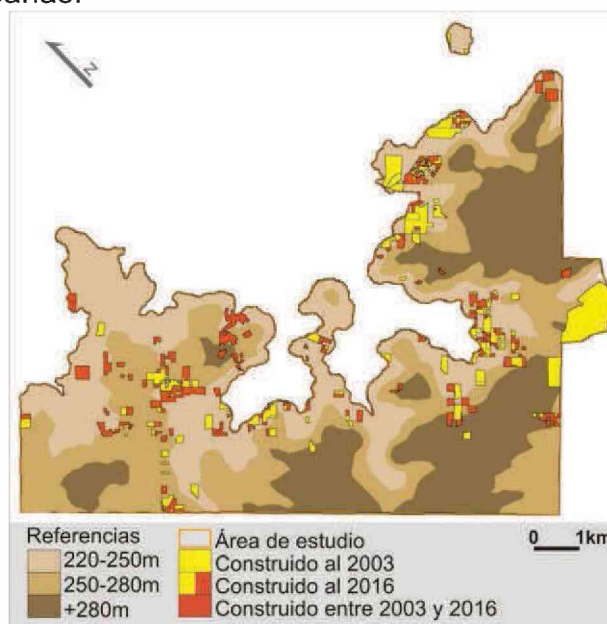 N
Referencias
220-250m
250-280m
+280m
Área de estudio
Construido al 2003
Construido al 2016
Construido entre 2003 y 2016
0 1km